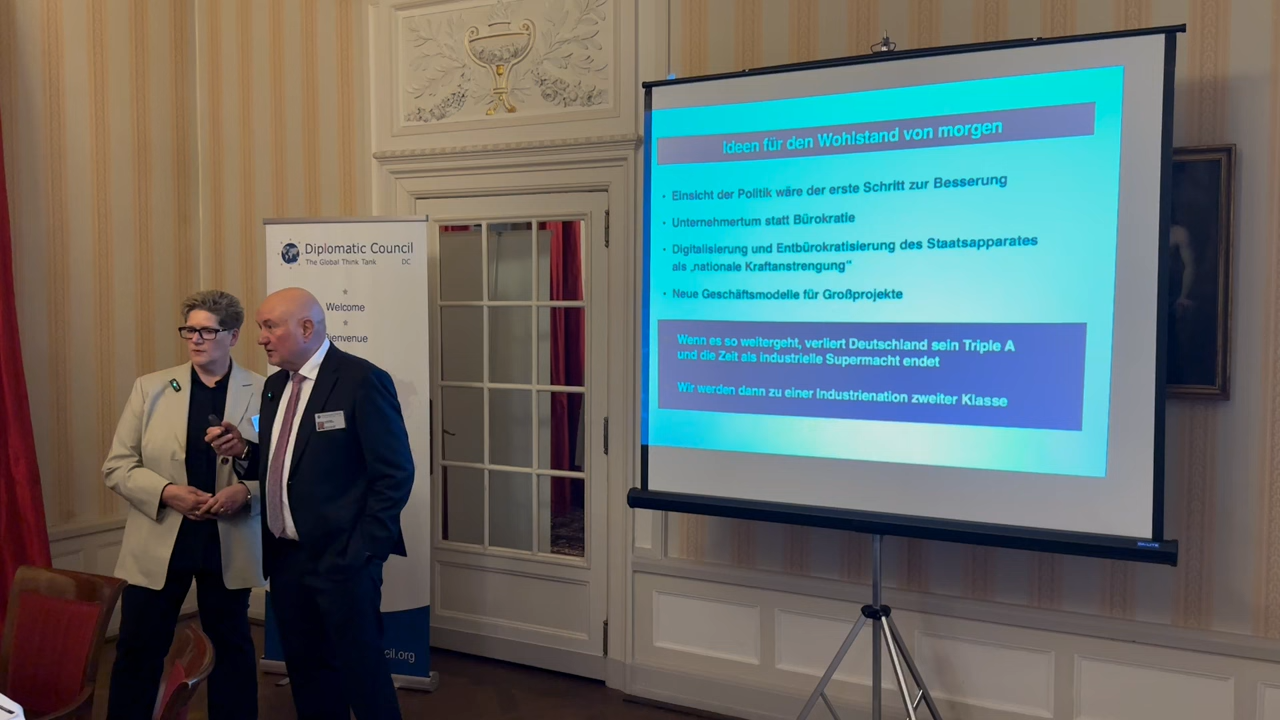 Diplomatic Council
The Global Think Tank DC
Welcome
ienvenue
cil.org
Ideen für den Wohlstand von morgen
• Einsicht der Politik wäre der erste Schritt zur Besserung
• Unternehmertum statt Bürokratie
• Digitalisierung und Entbürokratisierung des Staatsapparates
als „nationale Kraftanstrengung“
• Neue Geschäftsmodelle für Großprojekte
Wenn es so weitergeht, verliert Deutschland sein Triple A
und die Zeit als industrielle Supermacht endet
Wir werden dann zu einer Industrienation zweiter Klasse